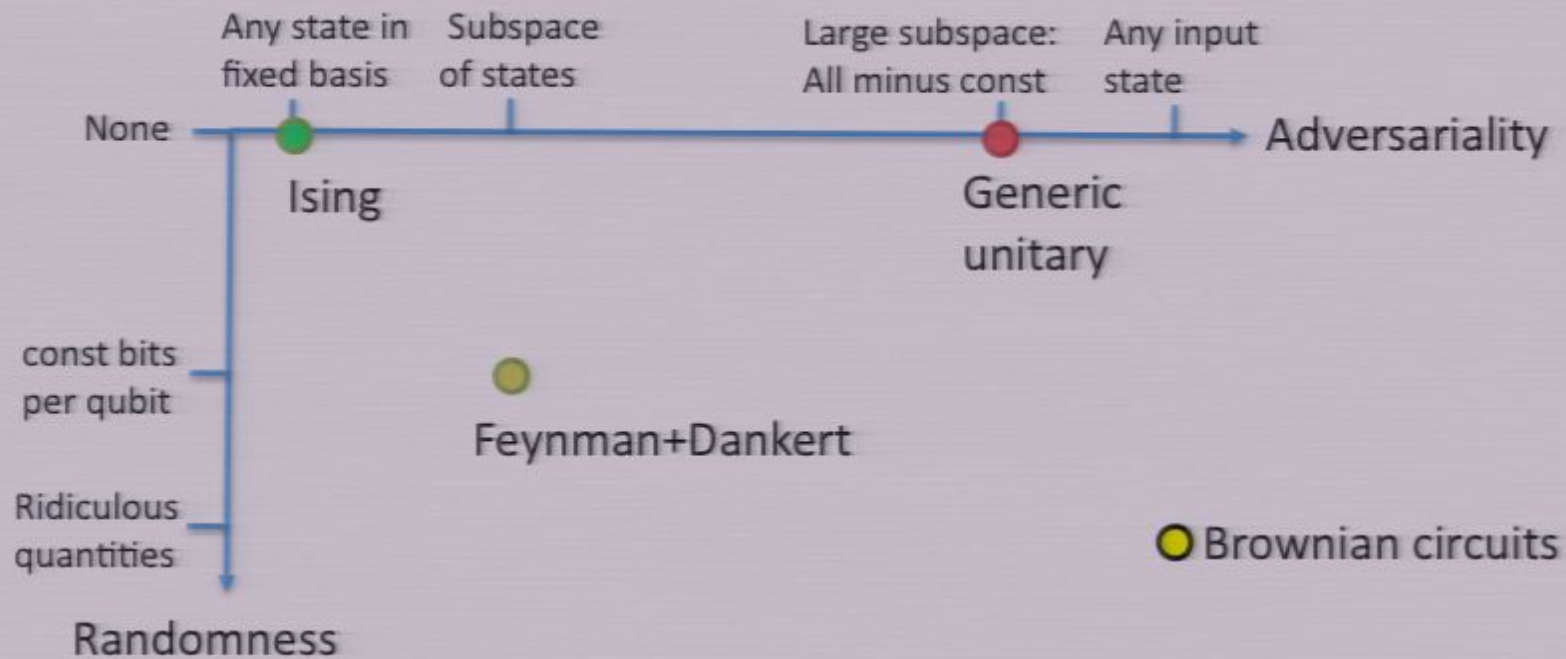 Any state in
fixed basis
Subspace
of states
Large subspace:
All minus const
Any input
state
None
Adversariality
Ising
Generic
unitary
const bits
per qubit
Feynman+Dankert
Ridiculous
quantities
Brownian circuits
Randomness